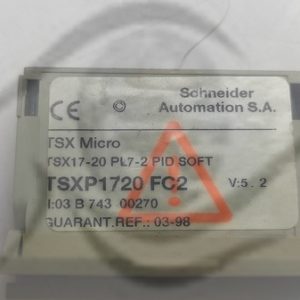 Schneider
Automation S.A.
CE
TSX Micro
TSX17-20 PL7-2 PID SOFT
TSXP1720 FC2 V:5.2
I:03 B 743 00270
GUARANT.REF.: 03-98